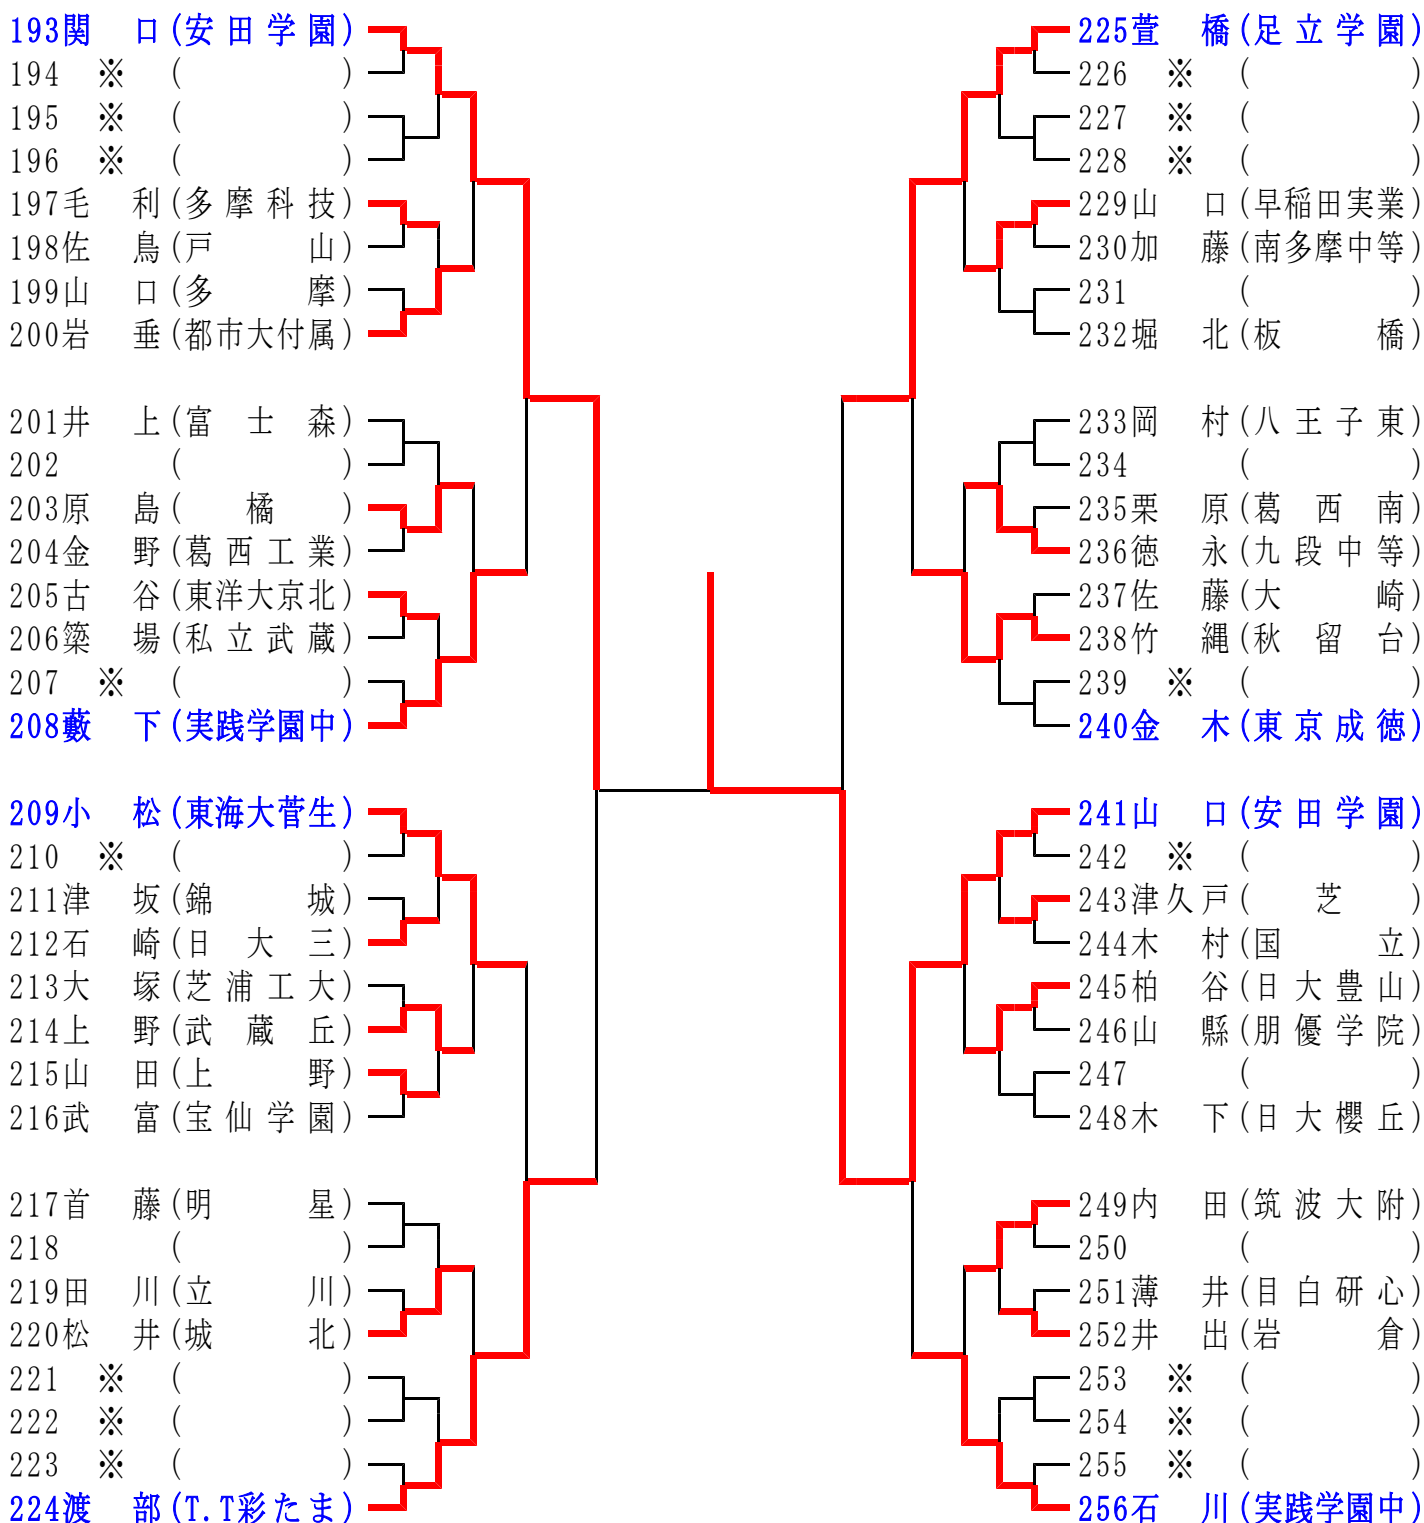 193関　口(安田学園)
194　※　(　　　　)
195　※　(　　　　)
196　※　(　　　　)
197毛　利(多摩科技)
198佐　鳥(戸　　山)
199山　口(多　　摩)
200岩　垂(都市大付属)
201井　上(富士森)
202　　　(　　　　)
203原　島(　橘　)
204金　野(葛西工業)
205古　谷(東洋大京北)
206簗　場(私立武蔵)
207　※　(　　　　)
208藪　下(実践学園中)
209小　松(東海大菅生)
210　※　(　　　　)
211津　坂(錦　　城)
212石　崎(日大三)
213大　塚(芝浦工大)
214上　野(武蔵丘)
215山　田(上　　野)
216武　富(宝仙学園)
217首　藤(明　　星)
218　　　(　　　　)
219田　川(立　　川)
220松　井(城　　北)
221　※　(　　　　)
222　※　(　　　　)
223　※　(　　　　)
224渡　部(T.T彩たま)
225萱　橋(足立学園)
226　※　(　　　　)
227　※　(　　　　)
228　※　(　　　　)
229山　口(早稲田実業)
230加　藤(南多摩中等)
231　　　(　　　　)
232堀　北(板　　橋)
233岡　村(八王子東)
234　　　(　　　　)
235栗　原(葛西南)
236徳　永(九段中等)
237佐　藤(大　　崎)
238竹　縄(秋留台)
239　※　(　　　　)
240金　木(東京成徳)
241山　口(安田学園)
242　※　(　　　　)
243津久戸(　芝　)
244木　村(国　　立)
245柏　谷(日大豊山)
246山　縣(朋優学院)
247　　　(　　　　)
248木　下(日大櫻丘)
249内　田(筑波大附)
250　　　(　　　　)
251薄　井(目白研心)
252井　出(岩　　倉)
253　※　(　　　　)
254　※　(　　　　)
255　※　(　　　　)
256石　川(実践学園中)